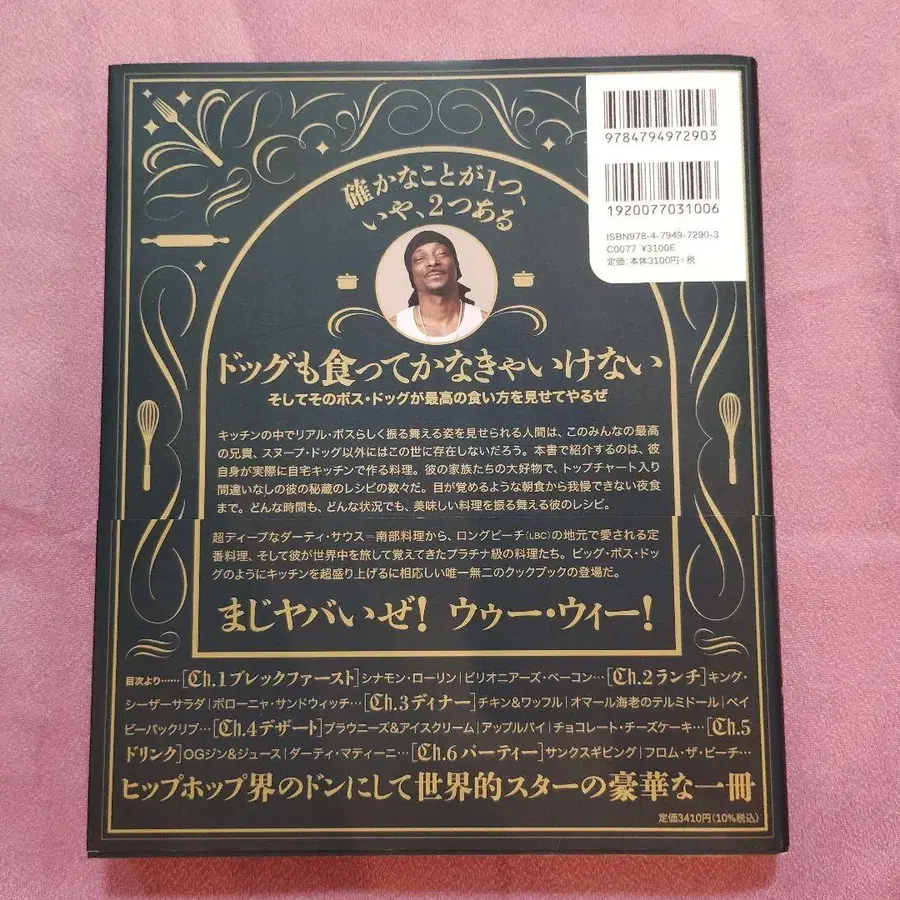 9784794972903
1920077031006
ISBN978-4-7949-7290-3
C0077 ¥3100E
定価:本体3100円+税
確かなことが1つ、
いや、2つある
ドッグも食ってかなきゃいけない
そしてそのボス・ドッグが最高の食い方を見せてやるぜ
キッチンの中でリアル・ボスらしく振る舞える姿を見せられる人間は、このみんなの最高
の兄貴、スヌープ・ドッグ以外にはこの世に存在しないだろう。本書で紹介するのは、彼
自身が実際に自宅キッチンで作る料理。彼の家族たちの大好物で、トップチャート入り
間違いなしの彼の秘蔵のレシピの数々だ。目が覚めるような朝食から我慢できない夜食
まで。どんな時間も、どんな状況でも、美味しい料理を振る舞える彼のレシピ。
超ディープなダーティ・サウス=南部料理から、ロングビーチ(LBC)の地元で愛される定
番料理、そして彼が世界中を旅して覚えてきたプラチナ級の料理たち。ビッグ・ボス・ドッ
グのようにキッチンを超盛り上げるに相応しい唯一無二のクックブックの登場だ。
まじヤバいぜ! ウゥー・ウィー!
目次より……[Ch.1 ブレックファースト]シナモン・ローリン|ビリオニアーズ・ベーコン…[Ch.2 ランチ]キング・
シーザーサラダ|ボローニャ・サンドウィッチ…[Ch.3 ディナー]チキン&ワッフル|オマール海老のテルミドール|ベイ
ビーバックリブ…[Ch.4 デザート]ブラウニーズ&アイスクリーム|アップルパイ|チョコレート・チーズケーキ…[Ch.5
ドリンク]OGジン&ジュース|ダーティ・マティーニ…[Ch.6 パーティー]サンクスギビング|フロム・ザ・ビーチ…
ヒップホップ界のドンにして世界的スターの豪華な一冊
定価3410円(10%税込)